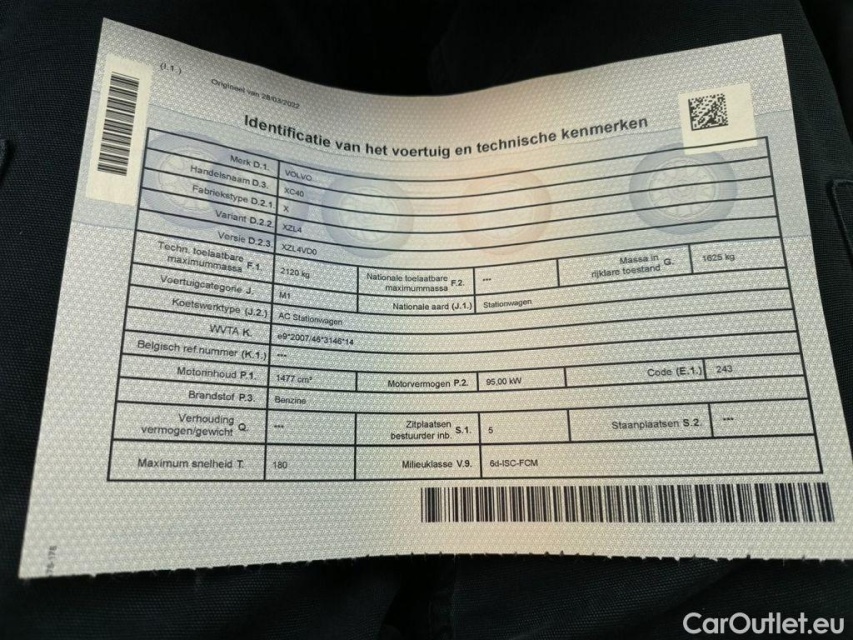 (I.1.)
Origineel van 28/03/2022
Identificatie van het voertuig en technische kenmerken
Merk D.1. VOLVO
Handelsnaam D.3. XC40
Fabriekstype D.2.1 X
Variant D.2.2. XZL4
Versie D.2.3. XZL4VD0
Techn. toelaatbare maximummassa F.1. 2120 kg Nationale toelaatbare maximummassa F.2. --- Massa in rijklare toestand G. 1625 kg
Voertuigcategorie J. M1 Nationale aard (J.1.) Stationwagen
Koetswerktype (J.2.) AC Stationwagen
WVTA K. e9*2007/46*3146*14
Belgisch ref.nummer (K.1.) ---
Motorinhoud P.1. 1477 cm³ Motorvermogen P.2. 95,00 kW Code (E.1.) 243
Brandstof P.3. Benzine
Verhouding vermogen/gewicht Q. --- Zitplaatsen bestuurder inb. S.1. 5 Staanplaatsen S.2. ---
Maximum snelheid T. 180 Milieuklasse V.9. 6d-ISC-FCM
CarOutlet.eu